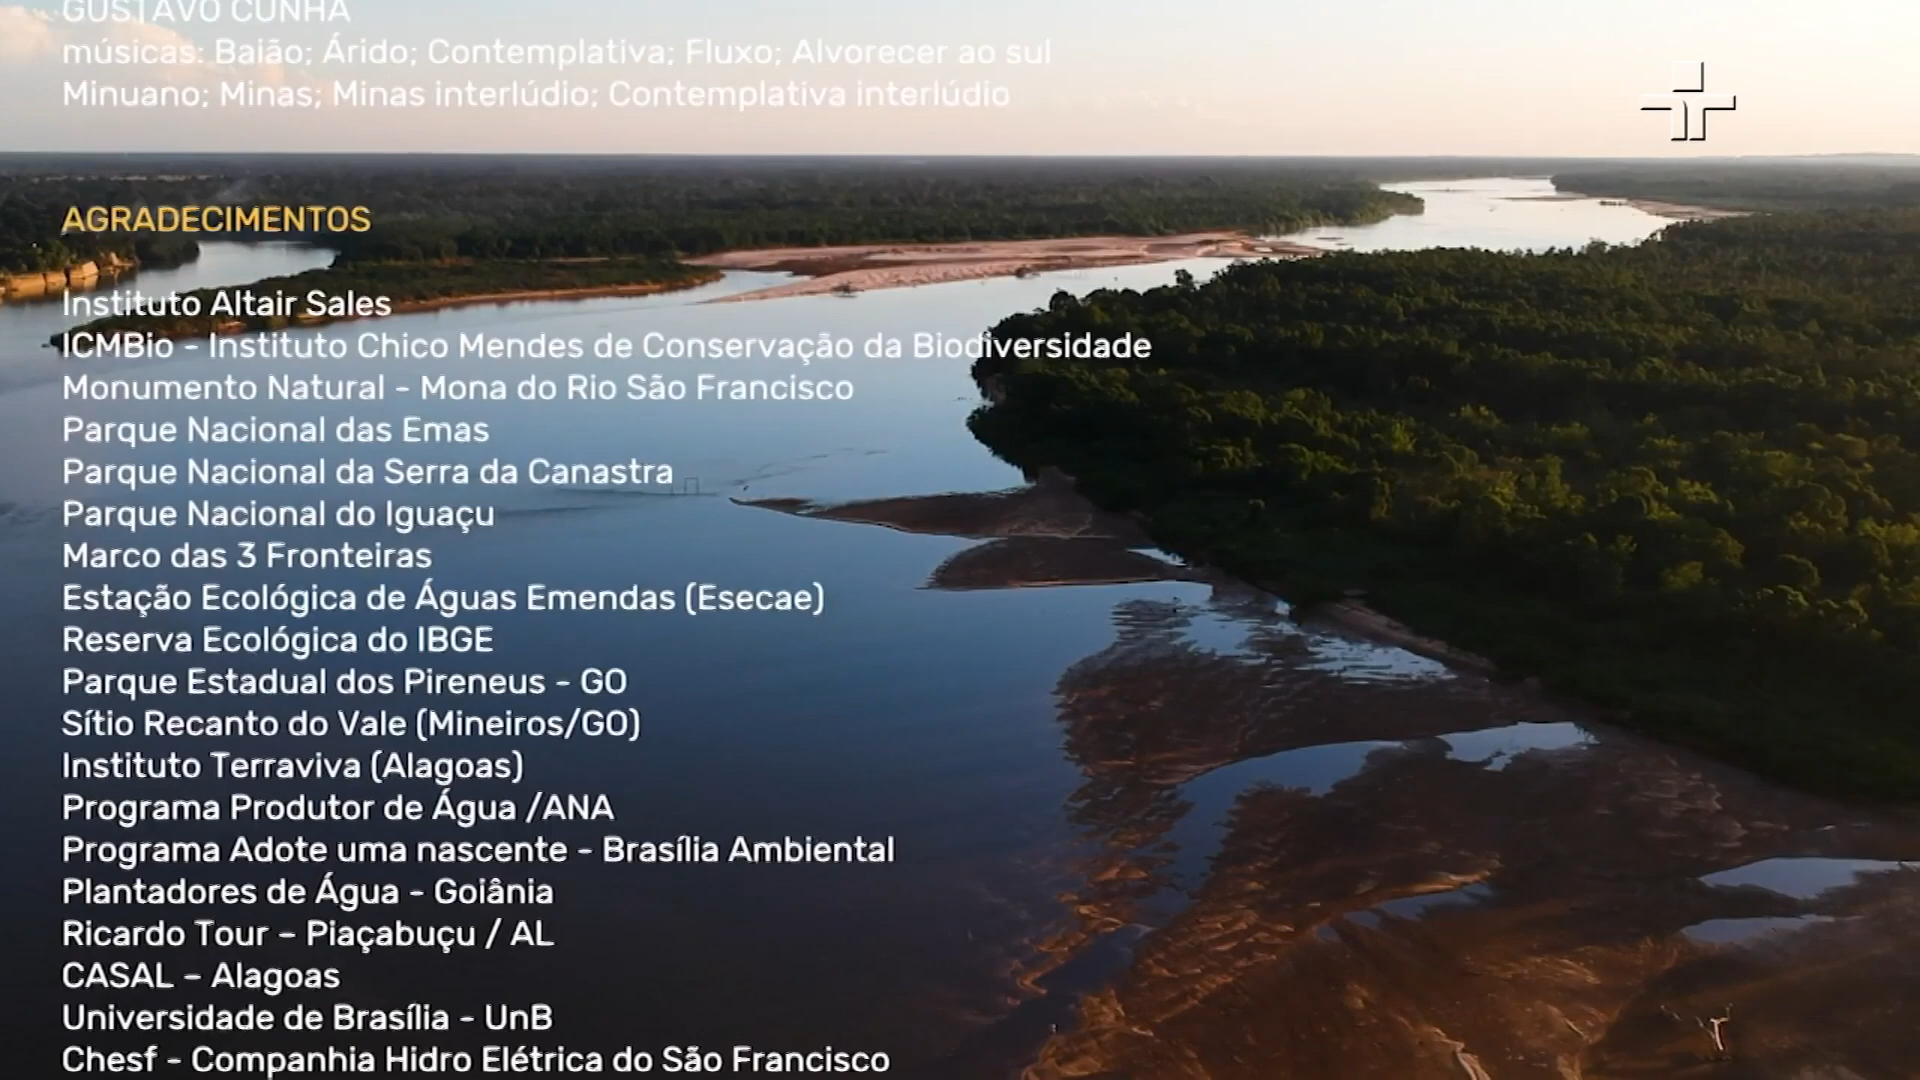 GUSTAVO CUNHA
músicas: Baião; Árido; Contemplativa; Fluxo; Alvorecer ao sul
Minuano; Minas; Minas interlúdio; Contemplativa interlúdio
AGRADECIMENTOS
Instituto Altair Sales
ICMBio - Instituto Chico Mendes de Conservação da Biodiversidade
Monumento Natural - Mona do Rio São Francisco
Parque Nacional das Emas
Parque Nacional da Serra da Canastra
Parque Nacional do Iguaçu
Marco das 3 Fronteiras
Estação Ecológica de Águas Emendas (Esecae)
Reserva Ecológica do IBGE
Parque Estadual dos Pireneus - GO
Sítio Recanto do Vale (Mineiros/GO)
Instituto Terraviva (Alagoas)
Programa Produtor de Água /ANA
Programa Adote uma nascente - Brasília Ambiental
Plantadores de Água - Goiânia
Ricardo Tour – Piaçabuçu / AL
CASAL – Alagoas
Universidade de Brasília - UnB
Chesf - Companhia Hidro Elétrica do São Francisco